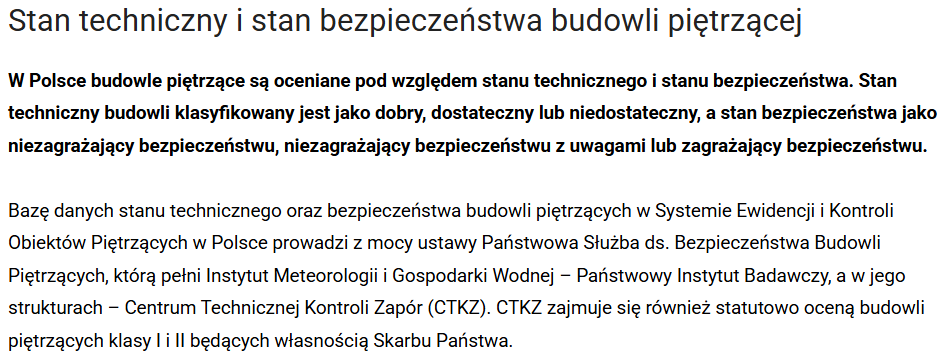 Stan techniczny i stan bezpieczeństwa budowli piętrzącej
W Polsce budowle piętrzące są oceniane pod względem stanu technicznego i stanu bezpieczeństwa. Stan
techniczny budowli klasyfikowany jest jako dobry, dostateczny lub niedostateczny, a stan bezpieczeństwa jako
niezagrażający bezpieczeństwu, niezagrażający bezpieczeństwu z uwagami lub zagrażający bezpieczeństwu.
Bazę danych stanu technicznego oraz bezpieczeństwa budowli piętrzących w Systemie Ewidencji i Kontroli
Obiektów Piętrzących w Polsce prowadzi z mocy ustawy Państwowa Służba ds. Bezpieczeństwa Budowli
Piętrzących, którą pełni Instytut Meteorologii i Gospodarki Wodnej – Państwowy Instytut Badawczy, a w jego
strukturach – Centrum Technicznej Kontroli Zapór (CTKZ). CTKZ zajmuje się również statutowo oceną budowli
piętrzących klasy I i II będących własnością Skarbu Państwa.